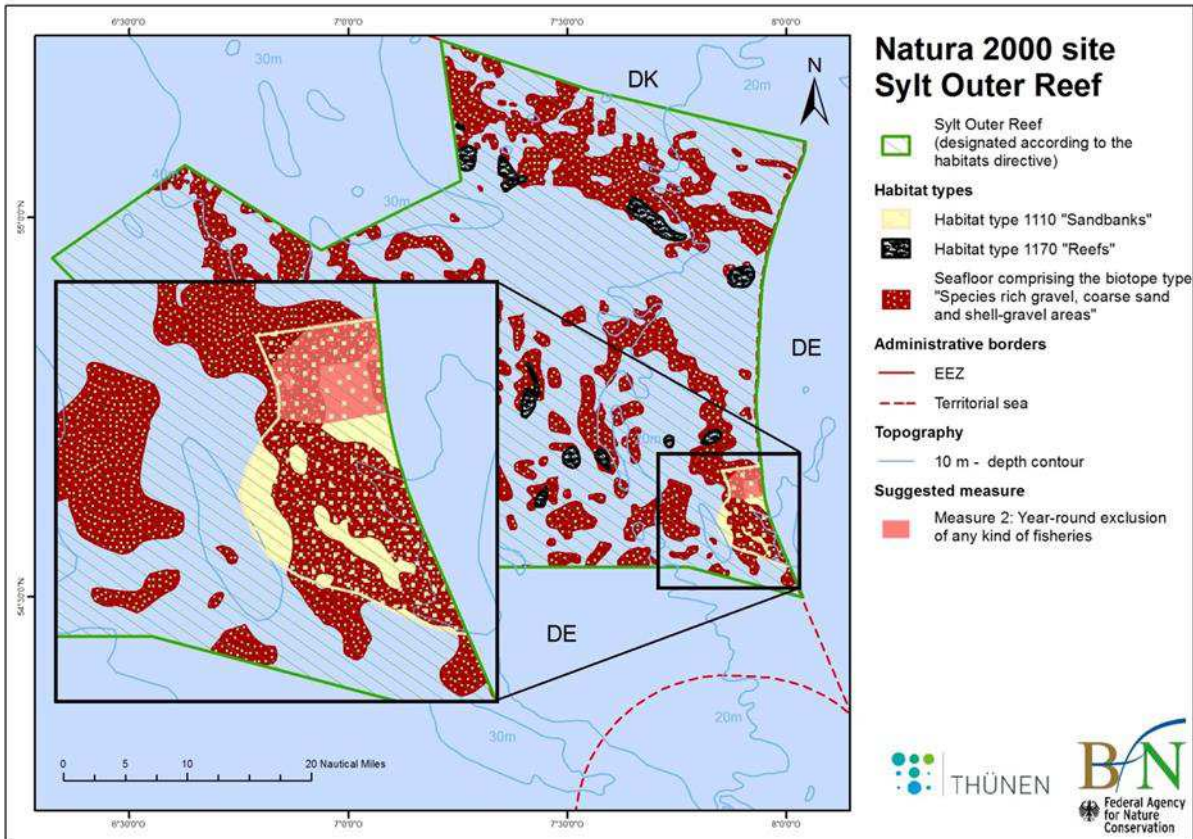 6°30'0"O
7°0'0"O
7°30'0"O
8°0'0"O
Natura 2000 site
Sylt Outer Reef
N
DK
20m
30m
40m
30m
55°0'0"N
Sylt Outer Reef
(designated according to the
habitats directive)
Habitat types
Habitat type 1110 "Sandbanks"
Habitat type 1170 "Reefs"
Seafloor comprising the biotope type
"Species rich gravel, coarse sand
and shell-gravel areas"
DE
Administrative borders
EEZ
Territorial sea
Topography
10 m - depth contour
Suggested measure
Measure 2: Year-round exclusion
of any kind of fisheries
54°30'0"N
DE
20m
30m
0 5 10 20 Nautical Miles
6°30'0"O
7°0'0"O
7°30'0"O
8°0'0"O
THÜNEN
BfN
Federal Agency
for Nature
Conservation